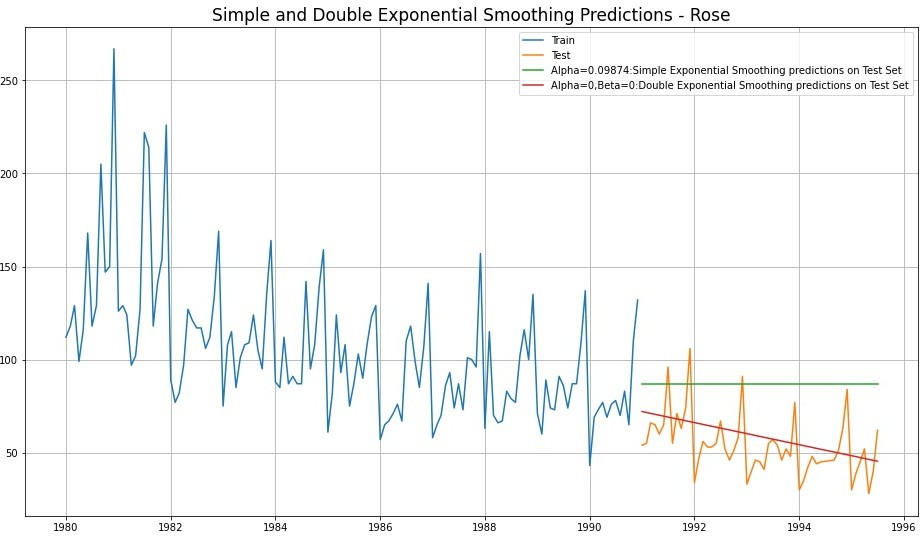 Simple and Double Exponential Smoothing Predictions - Rose
Train
Test
Alpha=0.09874:Simple Exponential Smoothing predictions on Test Set
Alpha=0,Beta=0:Double Exponential Smoothing predictions on Test Set
250
200
150
100
50
1980 1982 1984 1986 1988 1990 1992 1994 1996